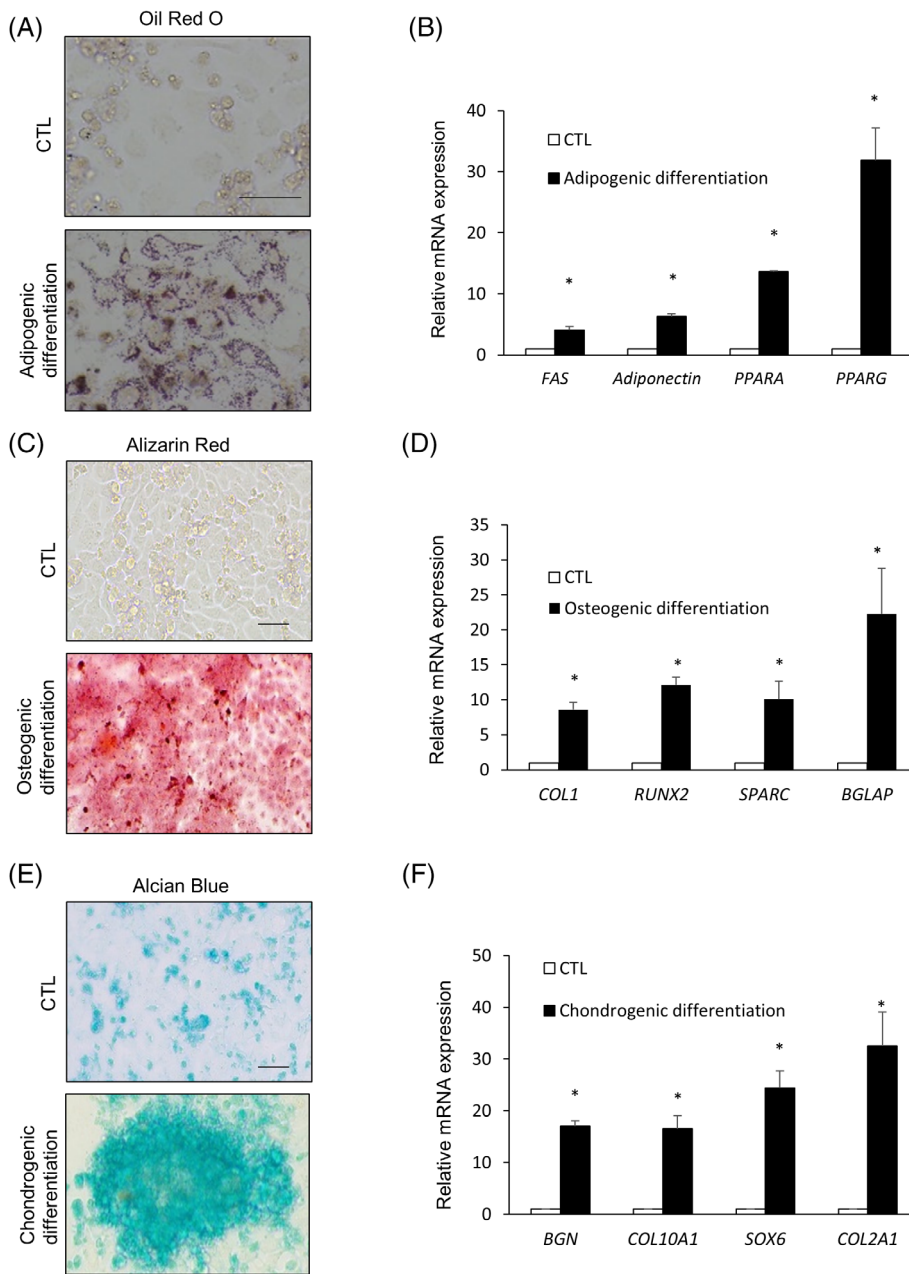 (A)
Oil Red O
CTL
Adipogenic
differentiation
(B)
Relative mRNA expression
40
30
20
10
0
CTL
Adipogenic differentiation
*
*
*
*
FAS
Adiponectin
PPARA
PPARG
(C)
Alizarin Red
CTL
Osteogenic
differentiation
(D)
Relative mRNA expression
35
30
25
20
15
10
5
0
CTL
Osteogenic differentiation
*
*
*
*
COL1
RUNX2
SPARC
BGLAP
(E)
Alcian Blue
CTL
Chondrogenic
differentiation
(F)
Relative mRNA expression
50
40
30
20
10
0
CTL
Chondrogenic differentiation
*
*
*
*
BGN
COL10A1
SOX6
COL2A1